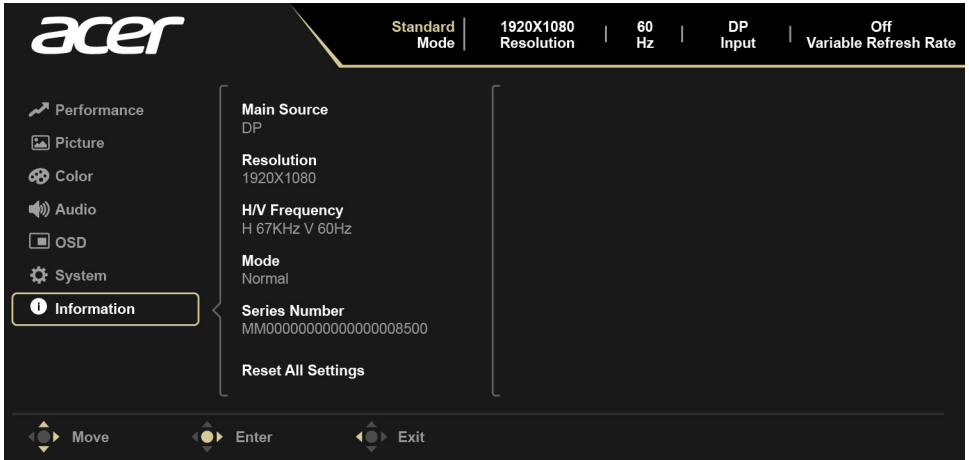 acer
Standard Mode | 1920X1080 Resolution | 60 Hz | DP Input | Off Variable Refresh Rate
Performance
Picture
Color
Audio
OSD
System
Information
Main Source
DP
Resolution
1920X1080
H/V Frequency
H 67KHz V 60Hz
Mode
Normal
Series Number
MM00000000000000008500
Reset All Settings
Move
Enter
Exit